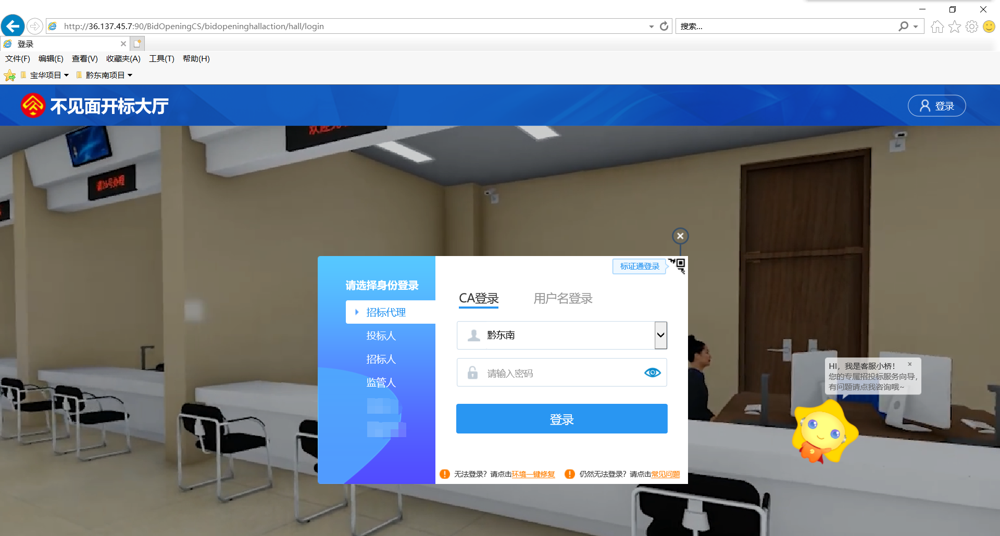 http://36.137.45.7:90/BidOpeningCS/bidopeninghallaction/hall/login
搜索...
登录
文件(F) 编辑(E) 查看(V) 收藏夹(A) 工具(T) 帮助(H)
宝华项目 黔东南项目
不见面开标大厅
登录
请选择身份登录
招标代理
投标人
招标人
监管人
标证通登录
CA登录 用户名登录
黔东南
请输入密码
登录
无法登录？请点击环境一键修复 仍然无法登录？请点击常见问题
HI，我是客服小桥！
您的专属招投标服务向导，
有问题请点我咨询哦~